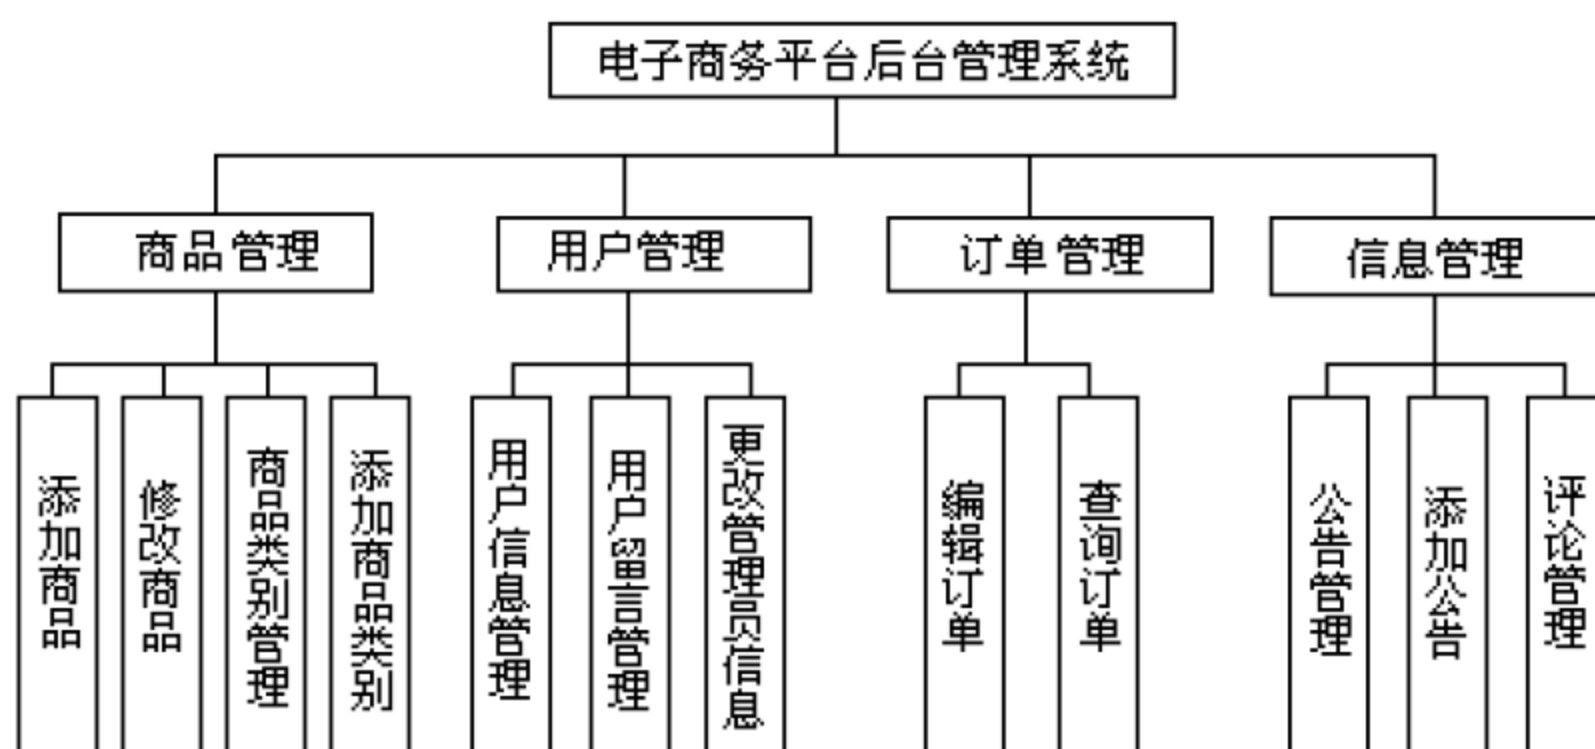 电子商务平台后台管理系统
商品管理
用户管理
订单管理
信息管理
添加商品
修改商品
商品类别管理
添加商品类别
用户信息管理
用户留言管理
更改管理员信息
编辑订单
查询订单
公告管理
添加公告
评论管理